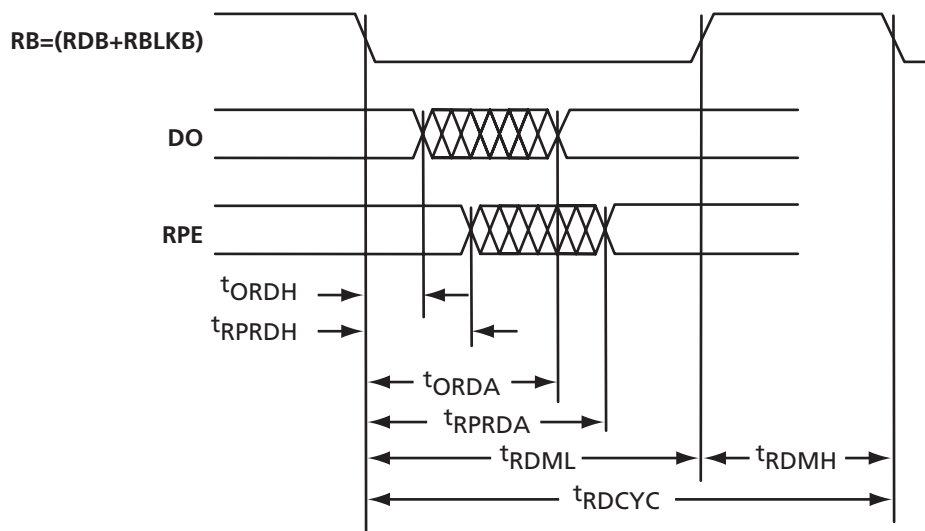 RB=(RDB+RBLKB)
DO
RPE
tORDH
tRPRDH
tORDA
tRPRDA
tRDML
tRDMH
tRDCYC